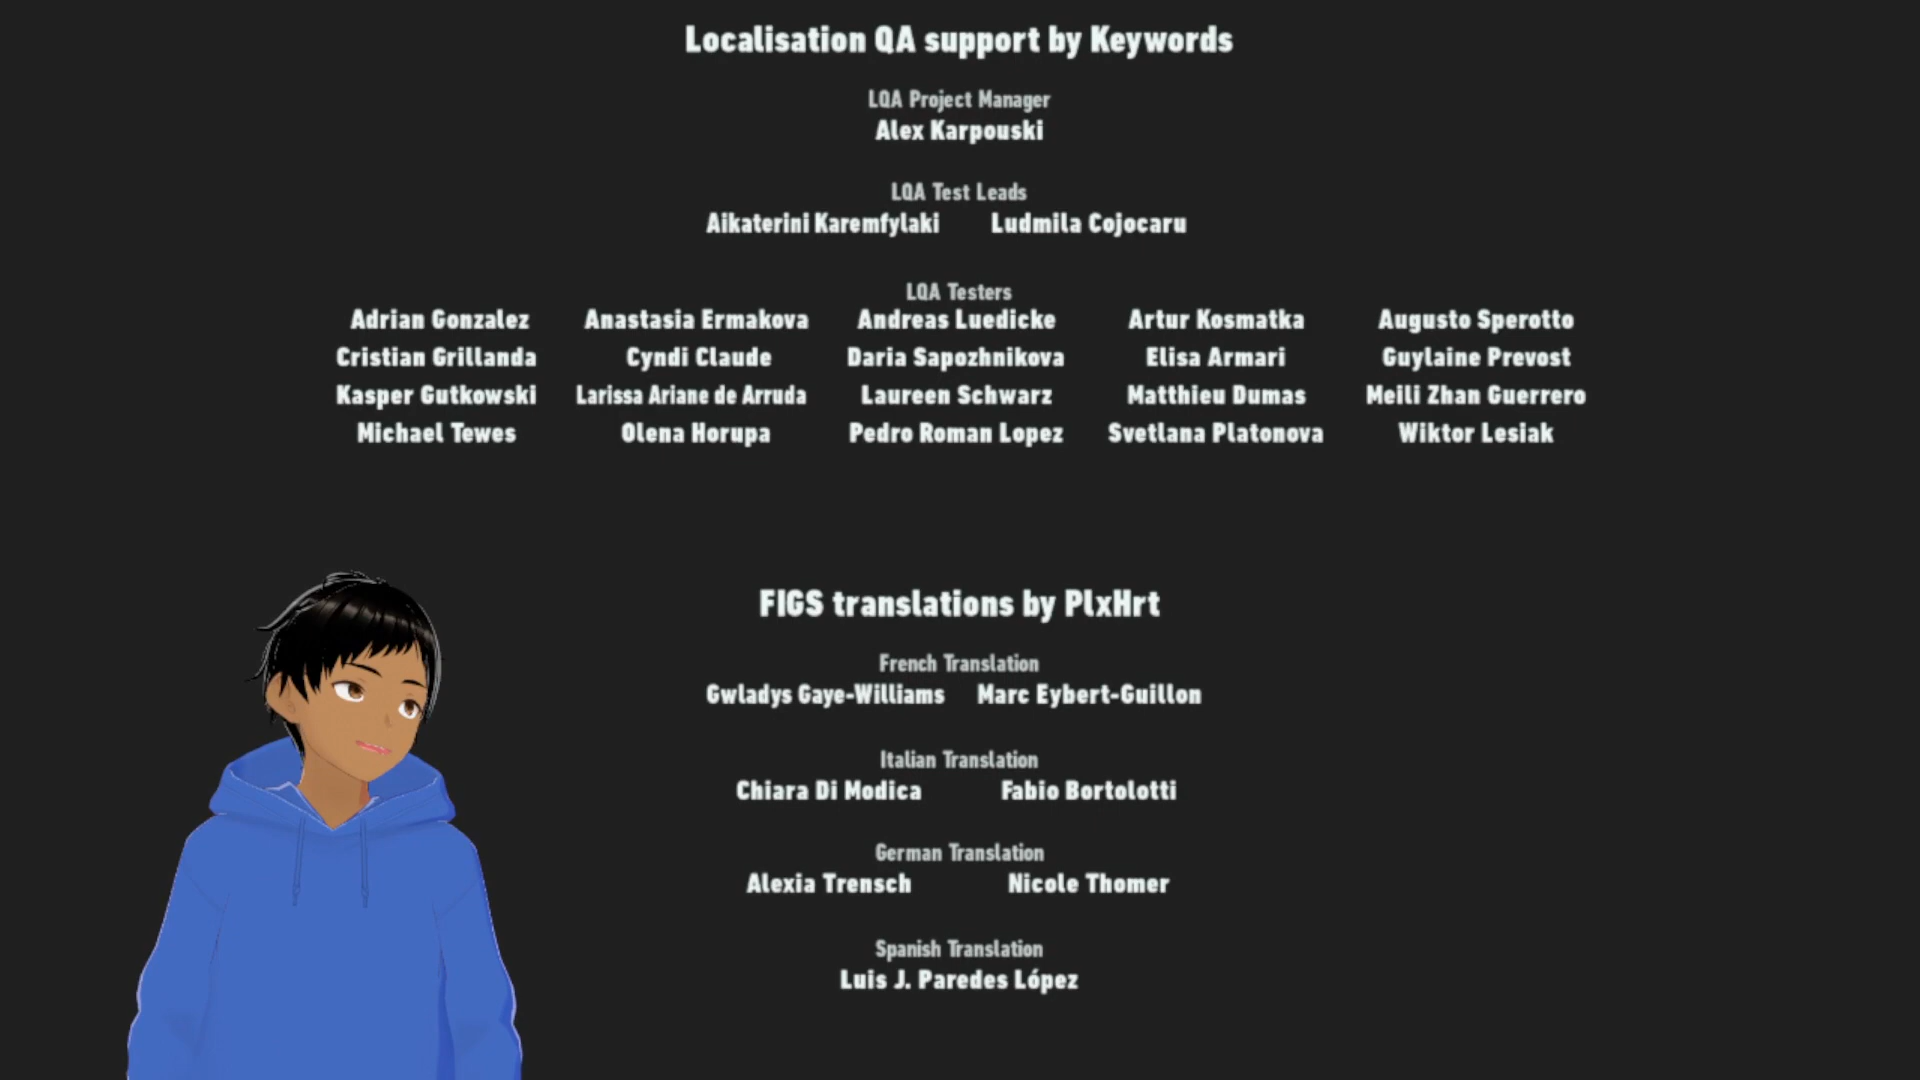 Localisation QA support by Keywords
LQA Project Manager
Alex Karpouski
LQA Test Leads
Aikaterini Karemfylaki Ludmila Cojocaru
LQA Testers
Adrian Gonzalez Anastasia Ermakova Andreas Luedicke Artur Kosmatka Augusto Sperotto
Cristian Grillanda Cyndi Claude Daria Sapozhnikova Elisa Armari Guylaine Prevost
Kasper Gutkowski Larissa Ariane de Arruda Laureen Schwarz Matthieu Dumas Meili Zhan Guerrero
Michael Tewes Olena Horupa Pedro Roman Lopez Svetlana Platonova Wiktor Lesiak
FIGS translations by PlxHrt
French Translation
Gwladys Gaye-Williams Marc Eybert-Guillon
Italian Translation
Chiara Di Modica Fabio Bortolotti
German Translation
Alexia Trensch Nicole Thomer
Spanish Translation
Luis J. Paredes López